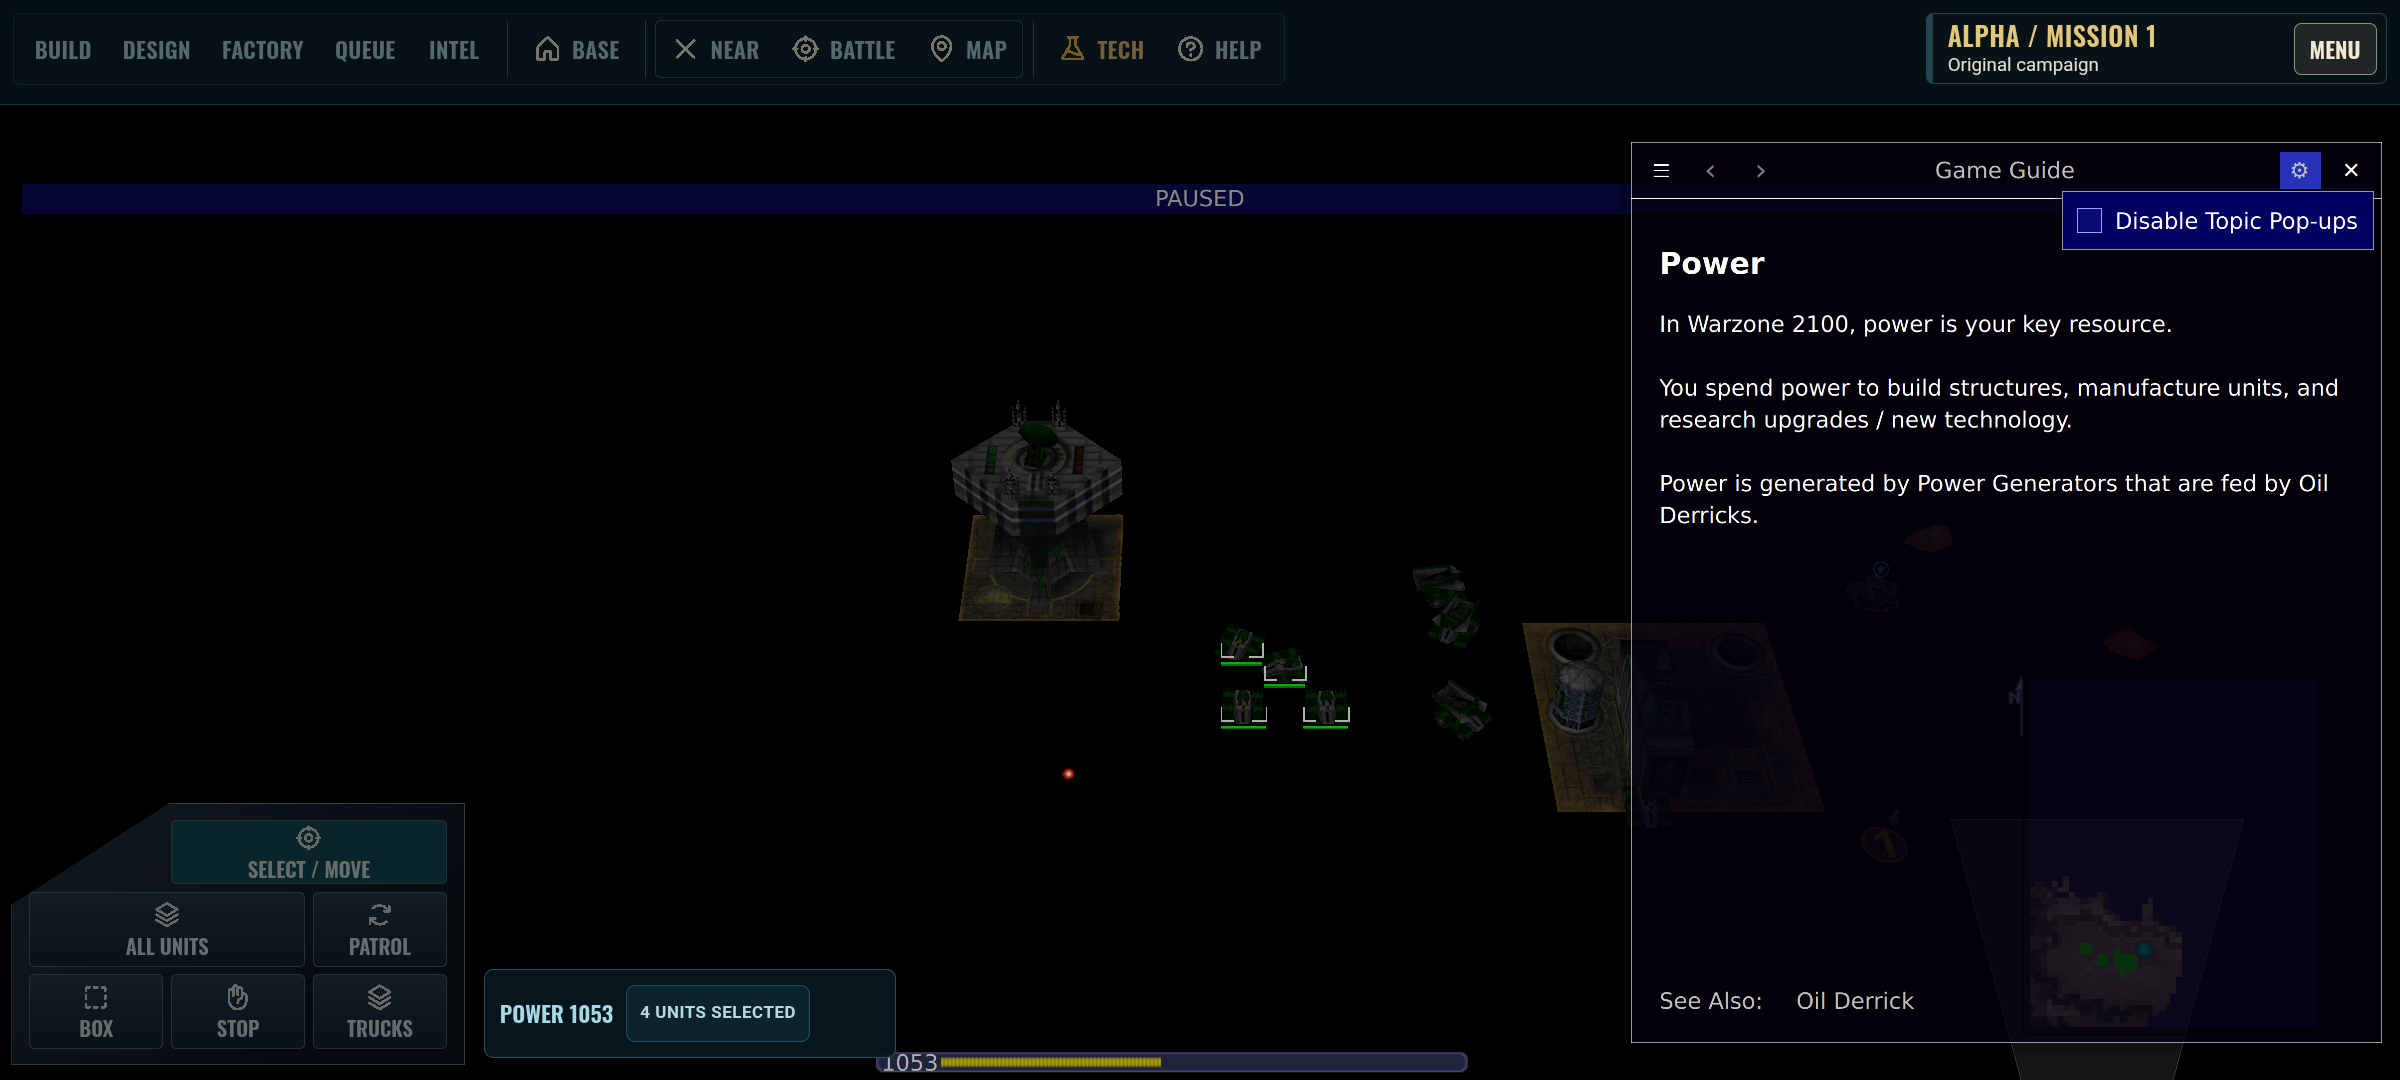 BUILD
DESIGN
FACTORY
QUEUE
INTEL
BASE
NEAR
BATTLE
MAP
TECH
HELP
ALPHA / MISSION 1
Original campaign
MENU
PAUSED
Game Guide
Disable Topic Pop-ups
Power
In Warzone 2100, power is your key resource.
You spend power to build structures, manufacture units, and
research upgrades / new technology.
Power is generated by Power Generators that are fed by Oil
Derricks.
See Also: Oil Derrick
N
SELECT / MOVE
ALL UNITS
PATROL
BOX
STOP
TRUCKS
POWER 1053
4 UNITS SELECTED
1053